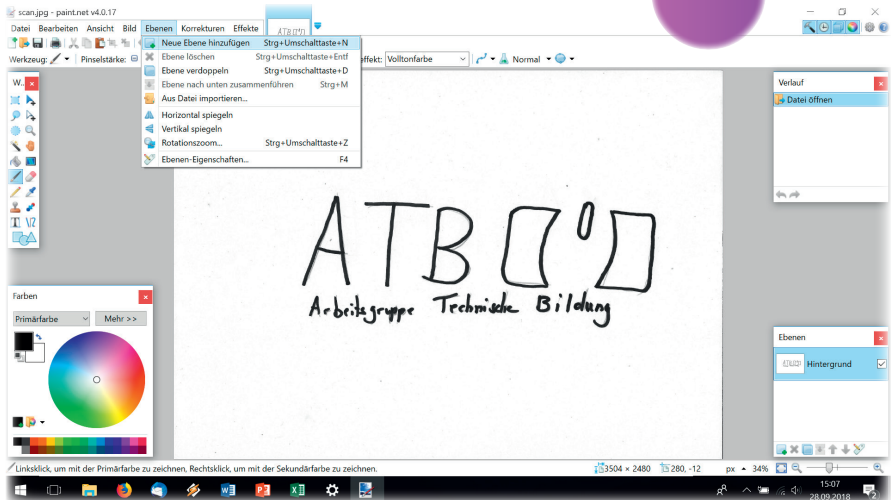 scan.jpg - paint.net v4.0.17
Datei Bearbeiten Ansicht Bild Ebenen Korrekturen Effekte
Neue Ebene hinzufügen Strg+Umschalttaste+N
Ebene löschen Strg+Umschalttaste+Entf
Ebene verdoppeln Strg+Umschalttaste+D
Ebene nach unten zusammenführen Strg+M
Aus Datei importieren...
Horizontal spiegeln
Vertikal spiegeln
Rotationszoom... Strg+Umschalttaste+Z
Ebenen-Eigenschaften... F4
Werkzeug: Pinselstärke: effekt: Volltonfarbe Normal
W..
Verlauf
Datei öffnen
ATB
Arbeitsgruppe Technische Bildung
Farben
Primärfarbe Mehr >>
Ebenen
Hintergrund
Linksklick, um mit der Primärfarbe zu zeichnen, Rechtsklick, um mit der Sekundärfarbe zu zeichnen. 3504 × 2480 280, -12 px 34%
15:07
28.09.2018